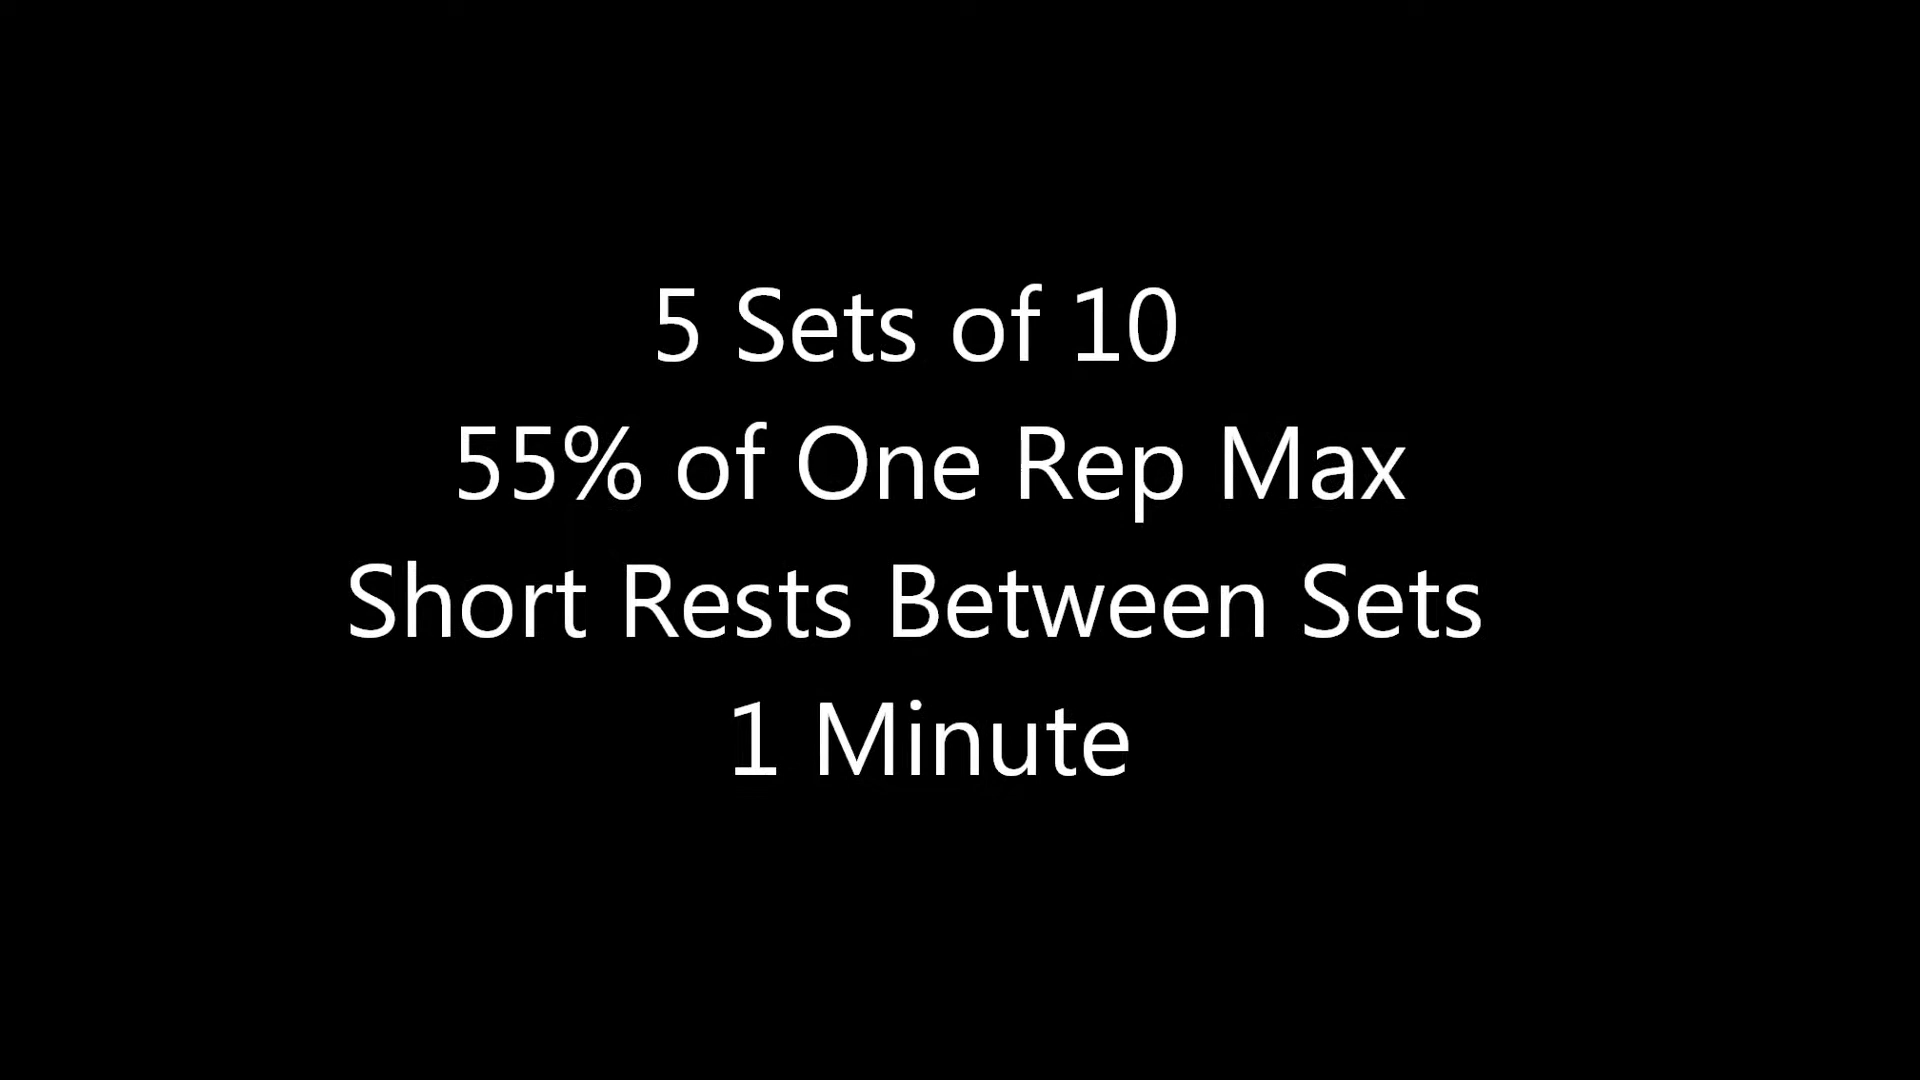 5 Sets of 10
55% of One Rep Max
Short Rests Between Sets
1 Minute